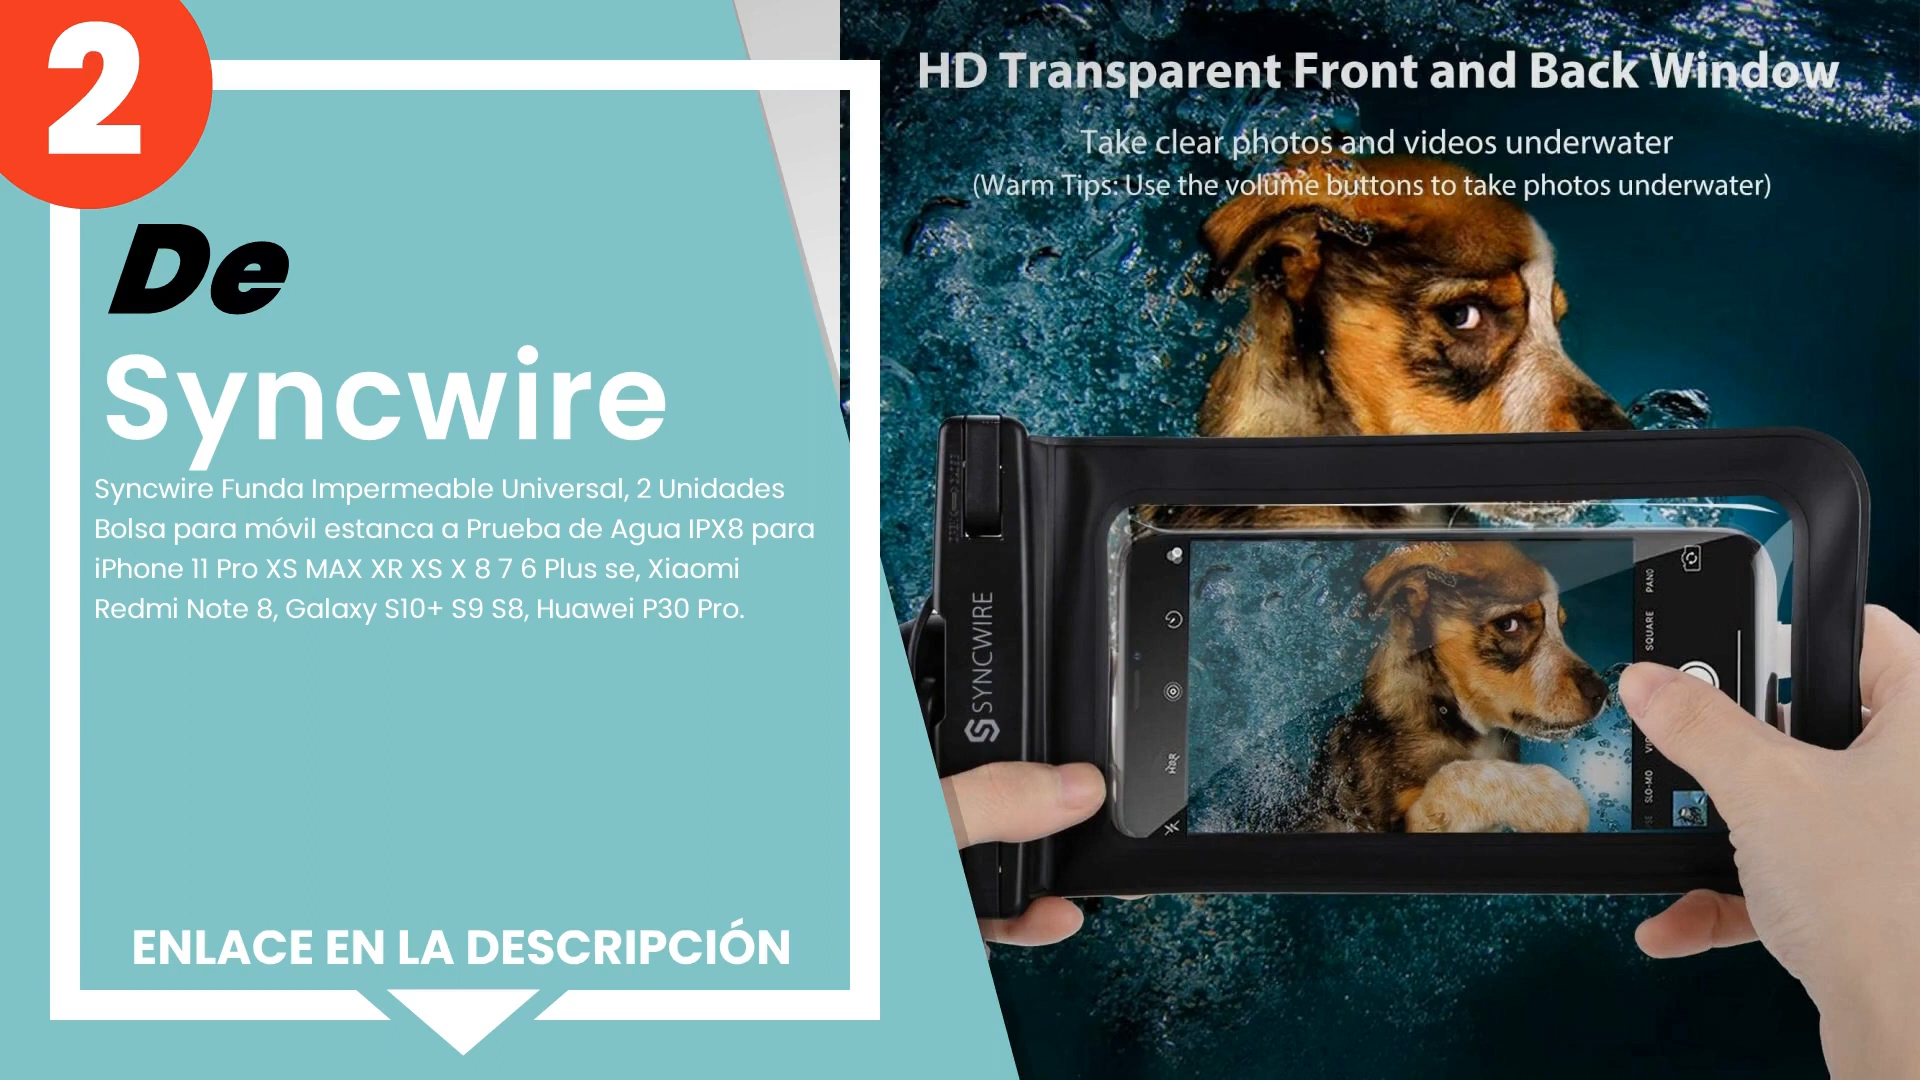 2
De
Syncwire
Syncwire Funda Impermeable Universal, 2 Unidades
Bolsa para móvil estanca a Prueba de Agua IPX8 para
iPhone 11 Pro XS MAX XR XS X 8 7 6 Plus se, Xiaomi
Redmi Note 8, Galaxy S10+ S9 S8, Huawei P30 Pro.
ENLACE EN LA DESCRIPCIÓN
HD Transparent Front and Back Window
Take clear photos and videos underwater
(Warm Tips: Use the volume buttons to take photos underwater)
SYNCWIRE
HDR
PANO
SQUARE
SLO-MO